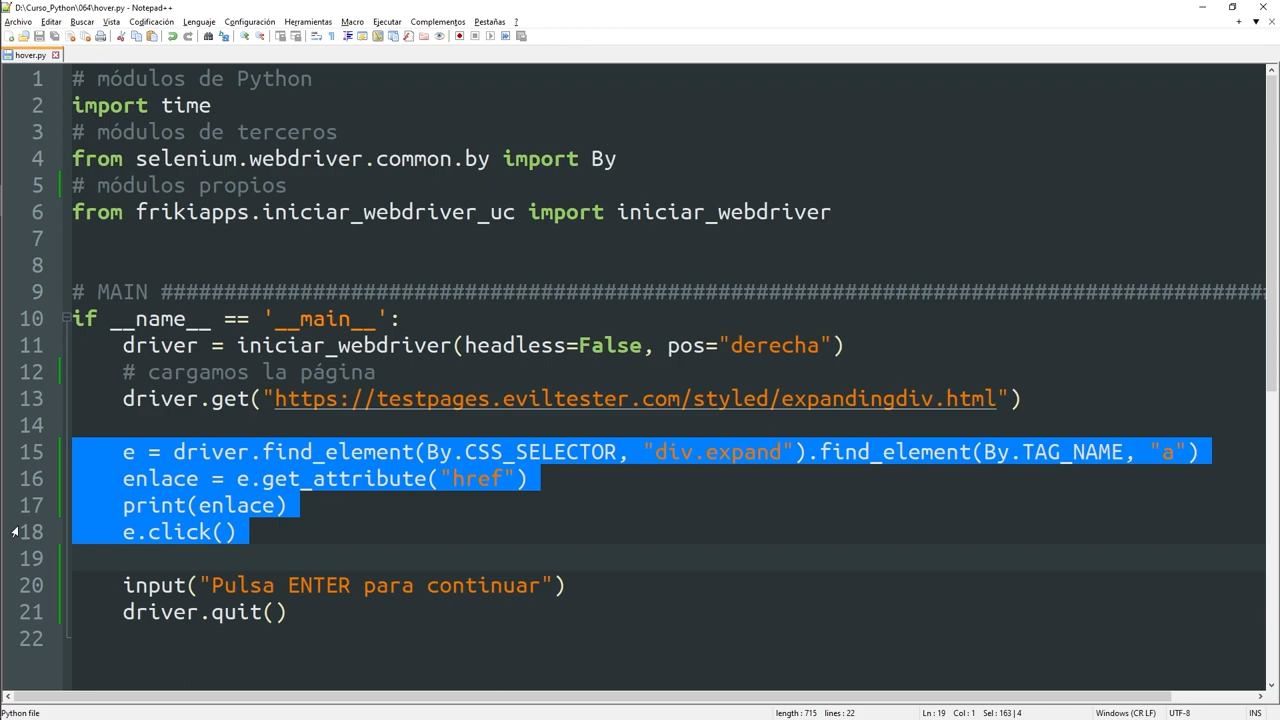 D:\Curso_Python\064\hover.py - Notepad++
Archivo Editar Buscar Vista Codificación Lenguaje Configuración Herramientas Macro Ejecutar Complementos Pestañas ?
hover.py
1 # módulos de Python
2 import time
3 # módulos de terceros
4 from selenium.webdriver.common.by import By
5 # módulos propios
6 from frikiapps.iniciar_webdriver_uc import iniciar_webdriver
7
8
9 # MAIN #######################################################################################
10 if __name__ == '__main__':
11 driver = iniciar_webdriver(headless=False, pos="derecha")
12 # cargamos la página
13 driver.get("https://testpages.eviltester.com/styled/expandingdiv.html")
14
15 e = driver.find_element(By.CSS_SELECTOR, "div.expand").find_element(By.TAG_NAME, "a")
16 enlace = e.get_attribute("href")
17 print(enlace)
18 e.click()
19
20 input("Pulsa ENTER para continuar")
21 driver.quit()
22
Python file length : 715 lines : 22 Ln : 19 Col : 1 Sel : 163 | 4 Windows (CR LF) UTF-8 INS